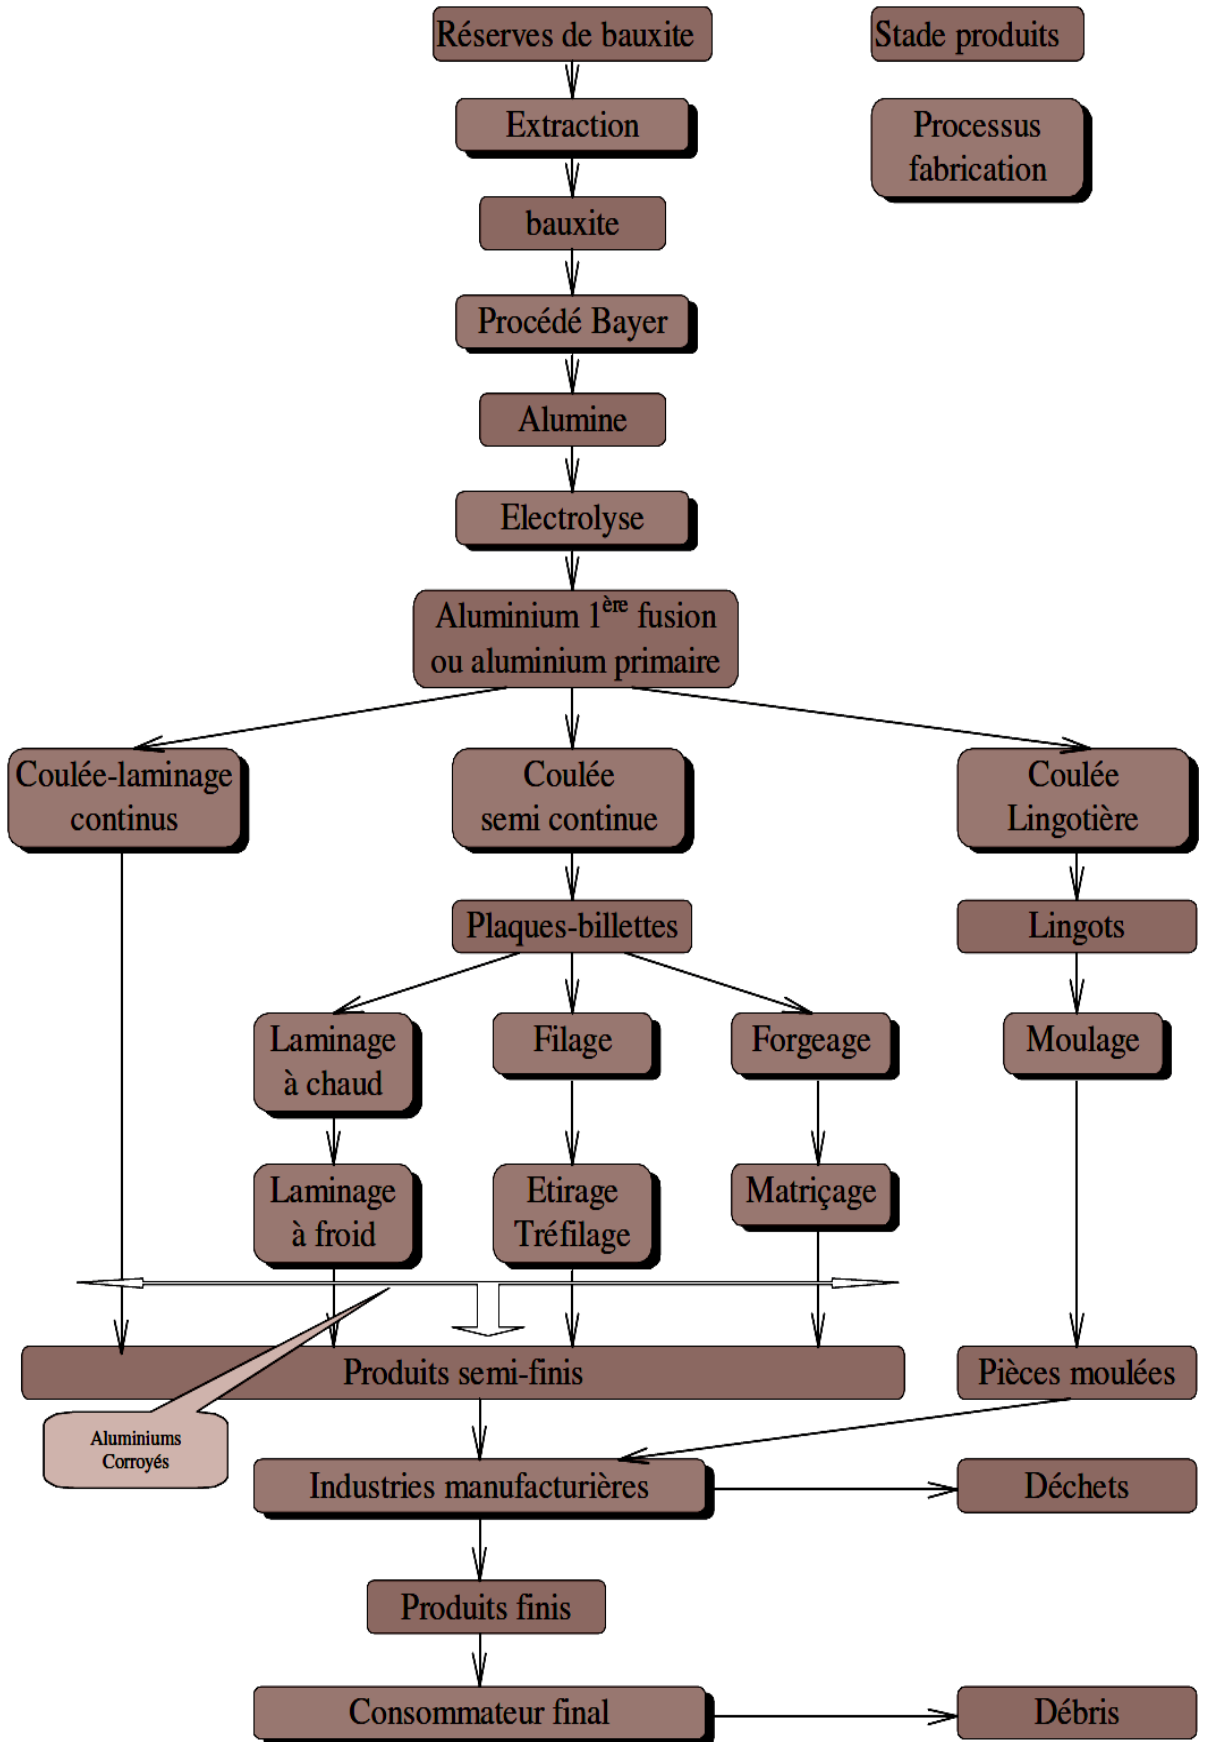 Réserves de bauxite
Stade produits
Extraction
Processus
fabrication
bauxite
Procédé Bayer
Alumine
Electrolyse
Aluminium 1ère fusion
ou aluminium primaire
Coulée-laminage
continus
Coulée
semi continue
Coulée
Lingotière
Plaques-billettes
Lingots
Laminage
à chaud
Filage
Forgeage
Moulage
Laminage
à froid
Etirage
Tréfilage
Matriçage
Produits semi-finis
Pièces moulées
Aluminiums
Corroyés
Industries manufacturières
Déchets
Produits finis
Consommateur final
Débris